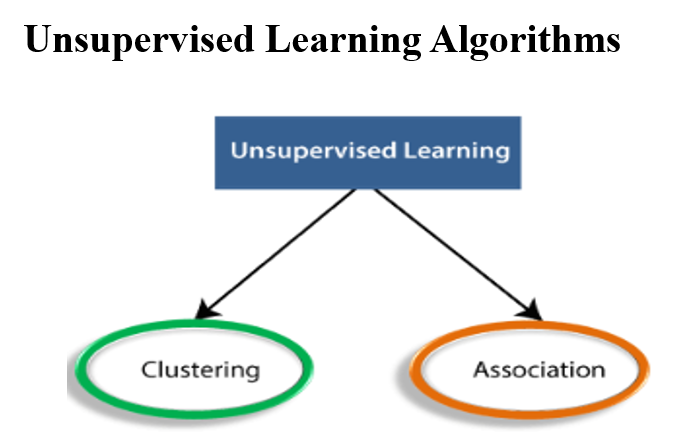 Unsupervised Learning Algorithms
Unsupervised Learning
Clustering
Association